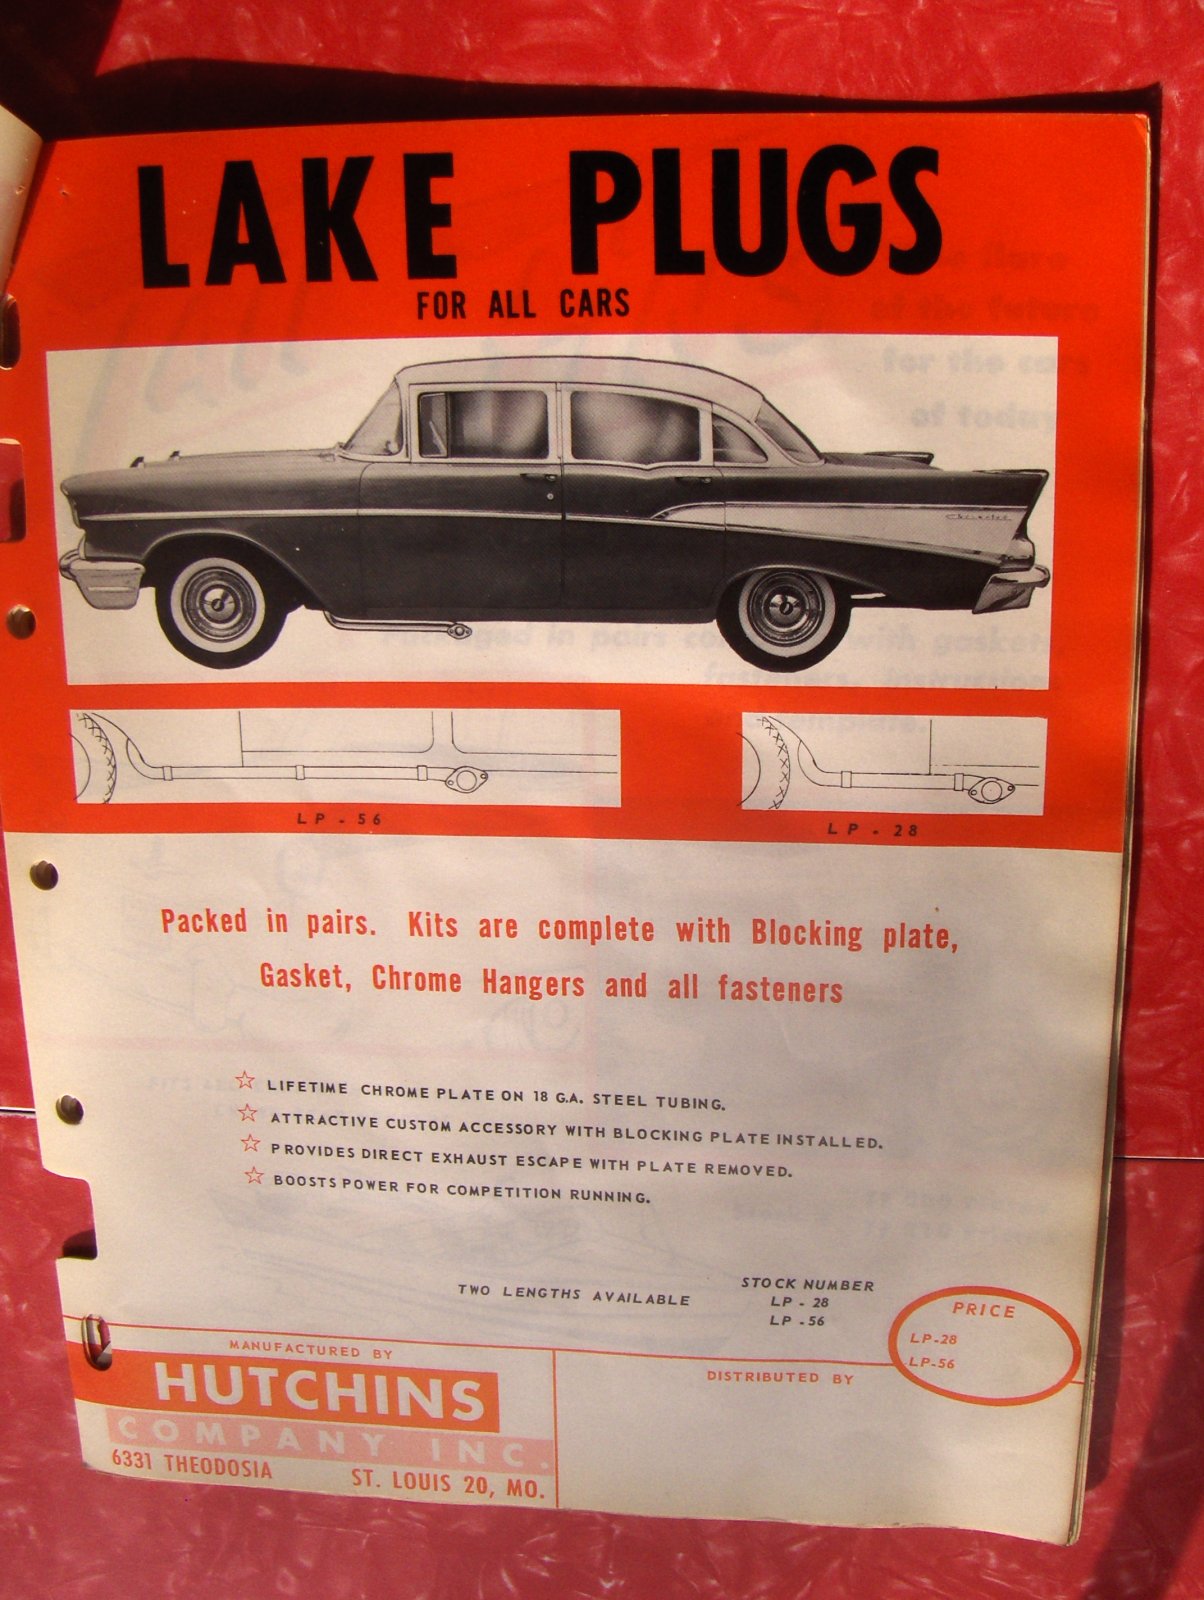 LAKE PLUGS
FOR ALL CARS
Chevrolet
LP-56
LP-28
Packed in pairs. Kits are complete with Blocking plate,
Gasket, Chrome Hangers and all fasteners
☆ LIFETIME CHROME PLATE ON 18 G.A. STEEL TUBING.
☆ ATTRACTIVE CUSTOM ACCESSORY WITH BLOCKING PLATE INSTALLED.
☆ PROVIDES DIRECT EXHAUST ESCAPE WITH PLATE REMOVED.
☆ BOOSTS POWER FOR COMPETITION RUNNING.
TWO LENGTHS AVAILABLE
STOCK NUMBER
LP - 28
LP - 56
PRICE
LP-28
LP-56
MANUFACTURED BY
HUTCHINS
COMPANY INC.
6331 THEODOSIA ST. LOUIS 20, MO.
DISTRIBUTED BY